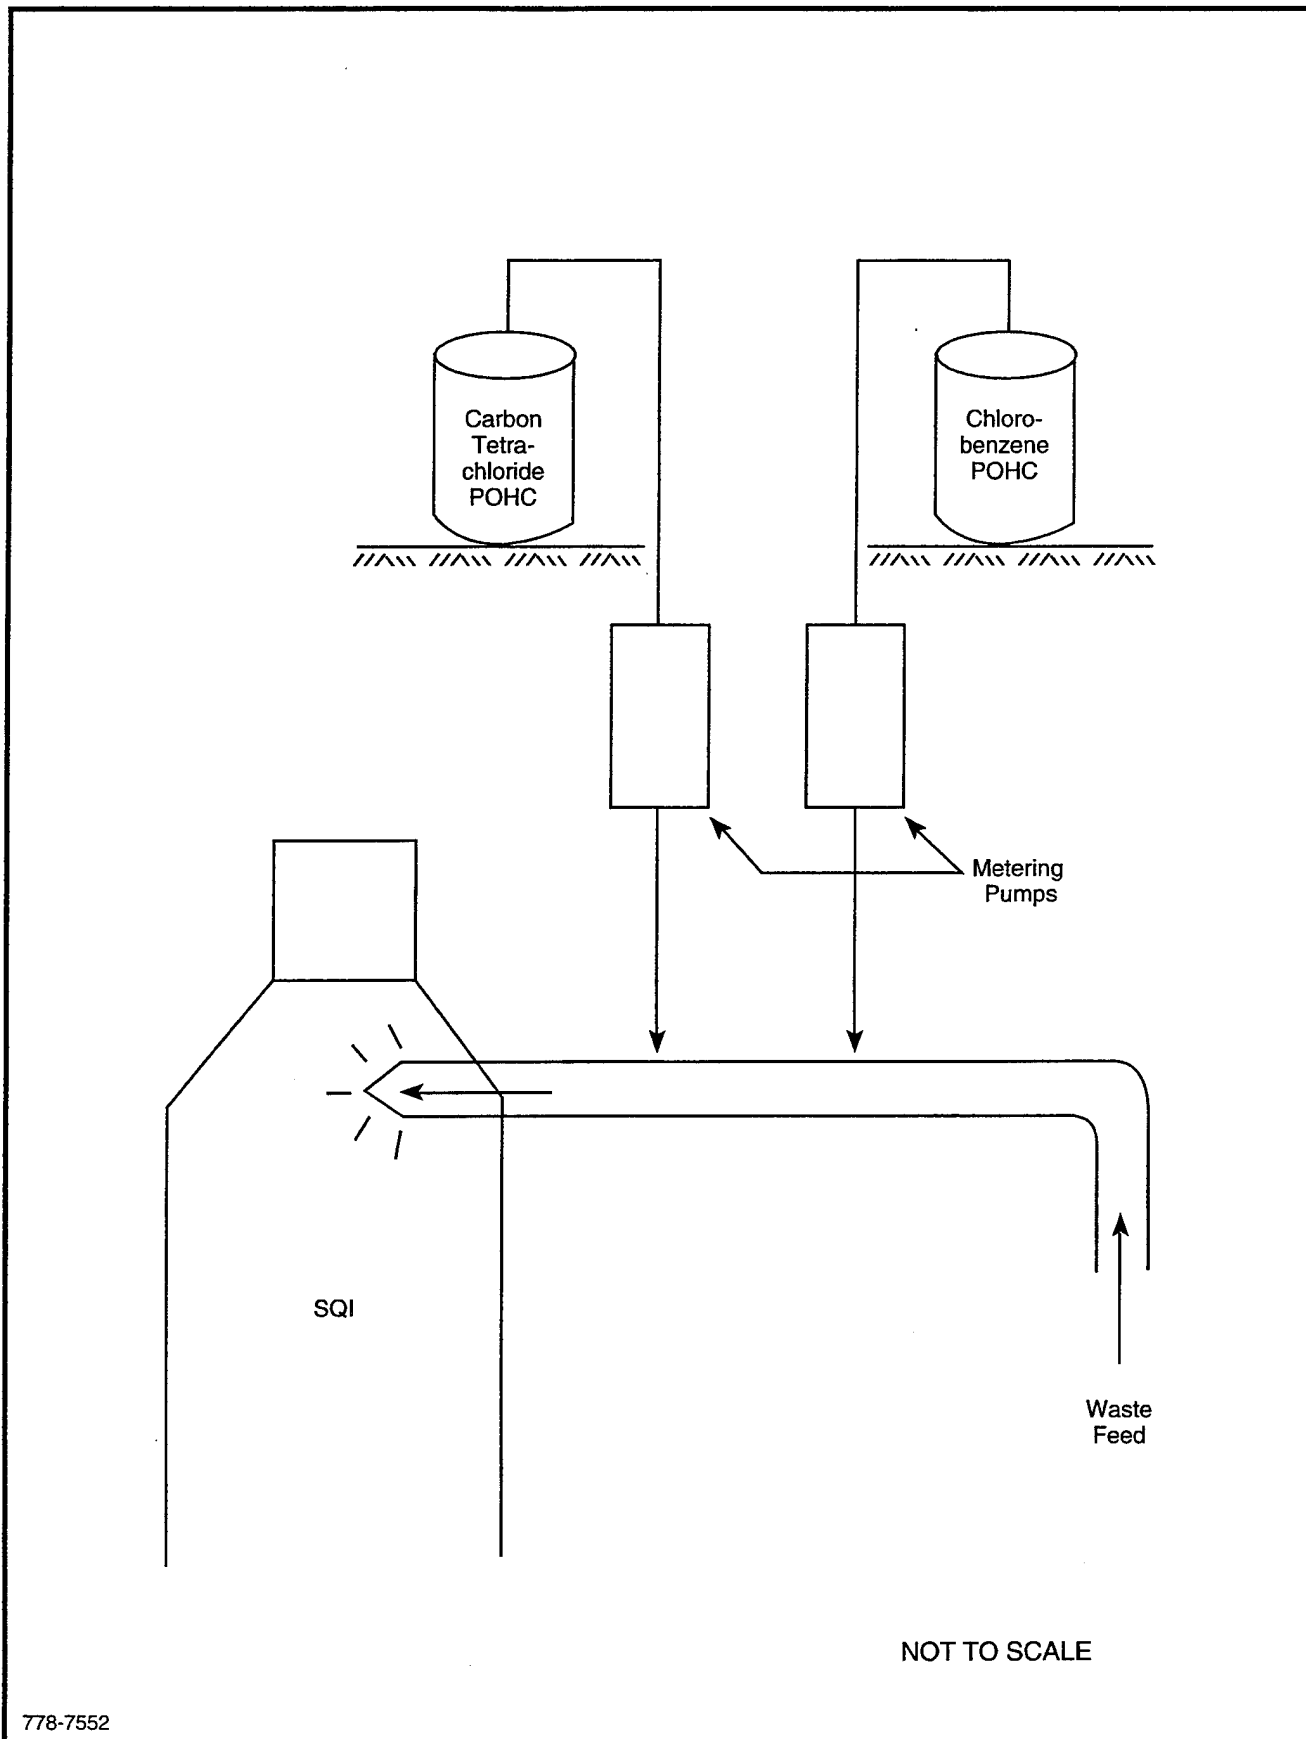 Carbon
Tetra-
chloride
POHC
Chloro-
benzene
POHC
Metering
Pumps
SQI
Waste
Feed
NOT TO SCALE
778-7552